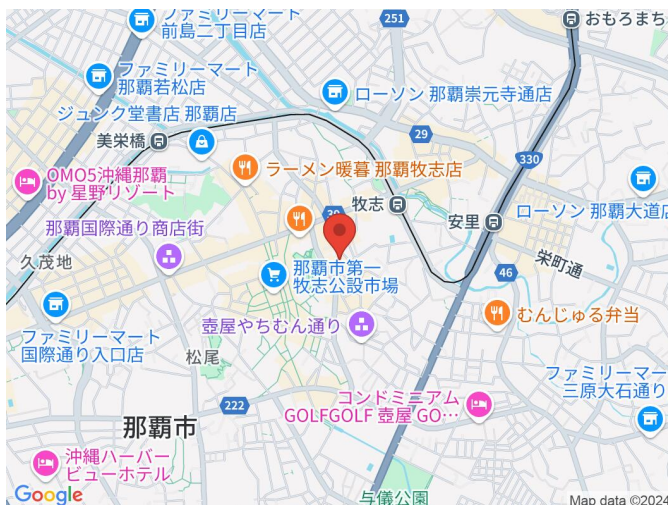 ファミリーマート
前島二丁目店
251
おもろまち
ファミリーマート
那覇若松店
ローソン 那覇崇元寺通店
ジュンク堂書店 那覇店
29
美栄橋
330
ラーメン暖暮 那覇牧志店
OMO5沖縄那覇
by 星野リゾート
39
牧志
安里
ローソン 那覇大道店
那覇国際通り商店街
久茂地
栄町通
46
那覇市第一
牧志公設市場
ファミリーマート
国際通り入口店
壺屋やちむん通り
むんじゅる弁当
松尾
ファミリーマー
三原大石通り
コンドミニアム
GOLFGOLF 壺屋 GO…
222
那覇市
沖縄ハーバー
ビューホテル
与儀公園
Google
Map data ©2024